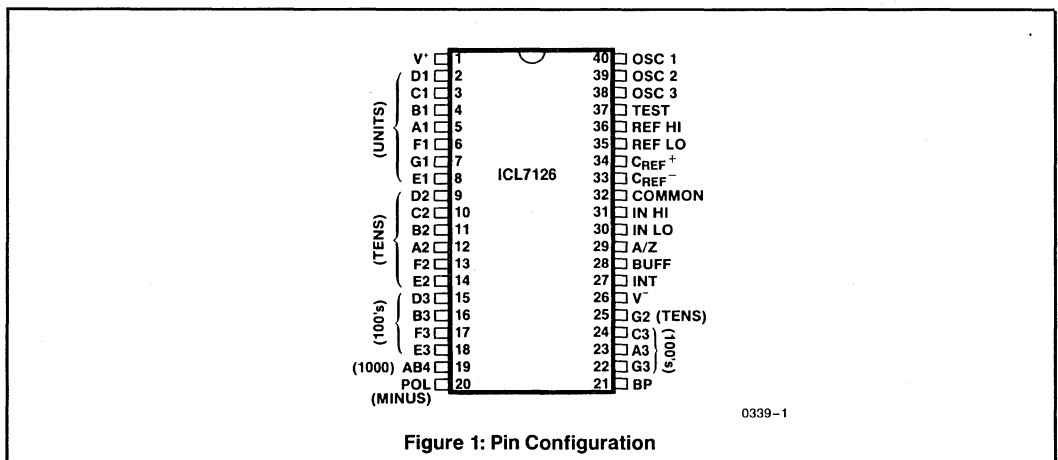 V+ 1 40 OSC 1
D1 2 39 OSC 2
C1 3 38 OSC 3
B1 4 37 TEST
A1 5 36 REF HI
F1 6 35 REF LO
G1 7 34 CREF+
E1 8 33 CREF−
(UNITS)
ICL7126
D2 9 32 COMMON
C2 10 31 IN HI
B2 11 30 IN LO
A2 12 29 A/Z
F2 13 28 BUFF
E2 14 27 INT
(TENS)
D3 15 26 V−
B3 16 25 G2 (TENS)
F3 17 24 C3
E3 18 23 A3
(100's)
(1000) AB4 19 22 G3
(100's)
POL 20 21 BP
(MINUS)
0339–1
Figure 1: Pin Configuration